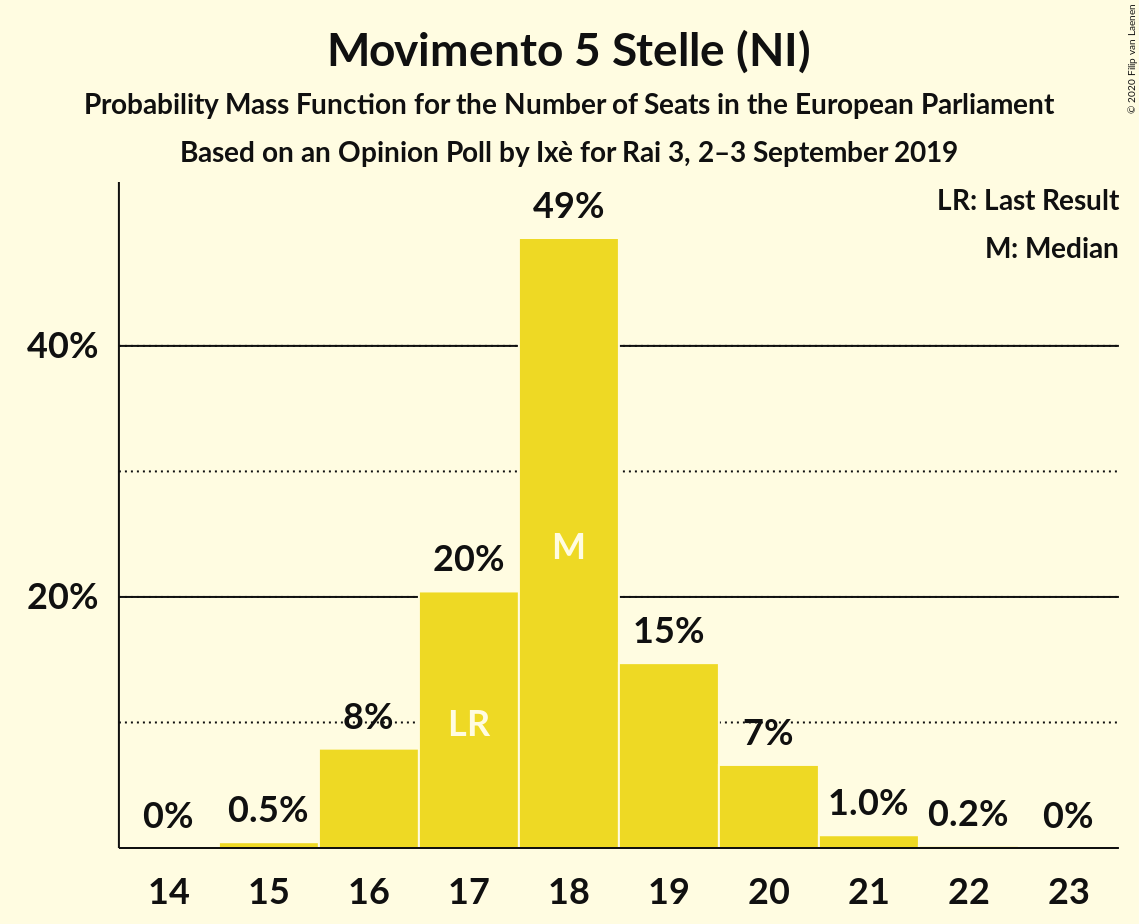 Movimento 5 Stelle (NI)
Probability Mass Function for the Number of Seats in the European Parliament
Based on an Opinion Poll by Ixè for Rai 3, 2–3 September 2019
© 2020 Filip van Laenen
LR: Last Result
M: Median
40%
20%
0%
0.5%
8%
20%
49%
15%
7%
1.0%
0.2%
0%
LR
M
14 15 16 17 18 19 20 21 22 23